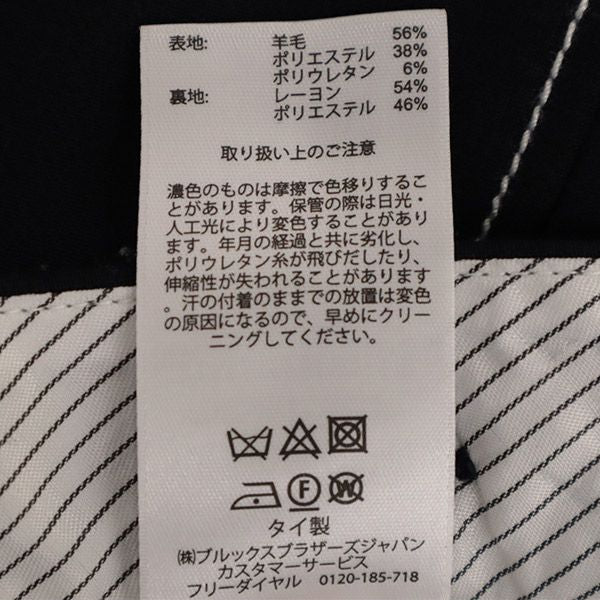 表地: 羊毛 56%
ポリエステル 38%
ポリウレタン 6%
裏地: レーヨン 54%
ポリエステル 46%
取り扱い上のご注意
濃色のものは摩擦で色移りするこ
とがあります。保管の際は日光・
人工光により変色することがあり
ます。年月の経過と共に劣化し、
ポリウレタン糸が飛びだしたり、
伸縮性が失われることがあります
。汗の付着のままでの放置は変色
の原因になるので、早めにクリー
ニングしてください。
F W
タイ製
㈱ブルックスブラザーズジャパン
カスタマーサービス
フリーダイヤル 0120-185-718